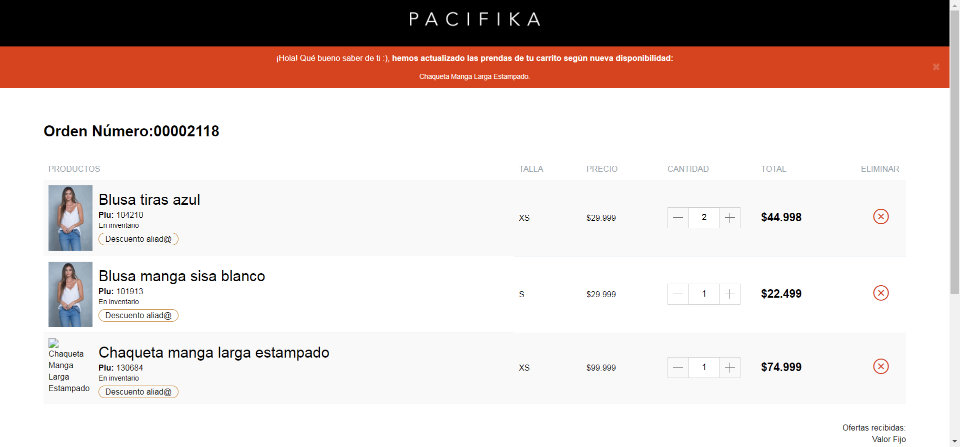 PACIFIKA
¡Hola! Qué bueno saber de ti :), hemos actualizado las prendas de tu carrito según nueva disponibilidad:
Chaqueta Manga Larga Estampado.
Orden Número:00002118
PRODUCTOS TALLA PRECIO CANTIDAD TOTAL ELIMINAR
Blusa tiras azul
Plu: 104210
En inventario
Descuento aliad@
XS $29.999 2 $44.998
Blusa manga sisa blanco
Plu: 101913
En inventario
Descuento aliad@
S $29.999 1 $22.499
Chaqueta
Manga
Larga
Estampado
Chaqueta manga larga estampado
Plu: 130684
En inventario
Descuento aliad@
XS $99.999 1 $74.999
Ofertas recibidas:
Valor Fijo